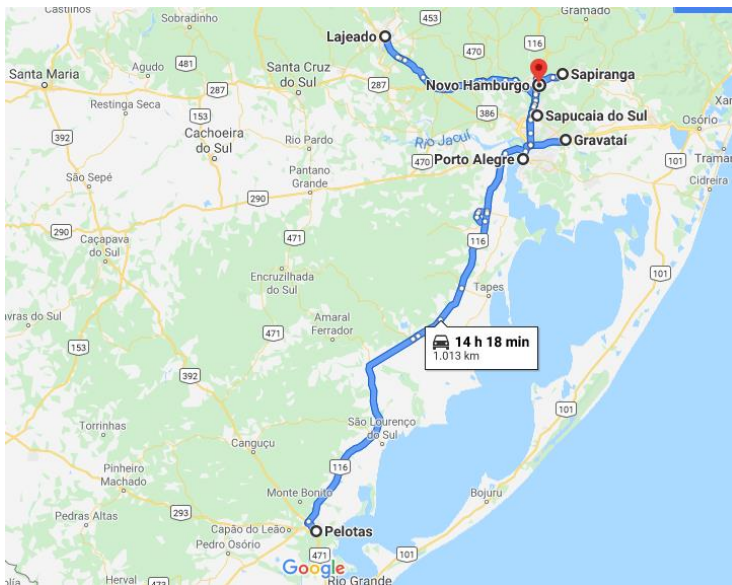 Castilhos
Sobradinho
Gramado
453
116
Lajeado
470
Agudo
481
Santa Cruz
do Sul
Sapiranga
Santa Maria
287
287
Novo Hamburgo
Restinga Seca
153
386
Sapucaia do Sul
Xan
392
Cachoeira
do Sul
Rio Pardo
Rio Jacuí
Gravataí
Osório
470
Porto Alegre
101
Traman
São Sepé
Pantano
Grande
Cidreira
290
290
471
116
Caçapava
do Sul
101
Encruzilhada
do Sul
Tapes
avras do Sul
Amaral
Ferrador
14 h 18 min
1.013 km
153
392
101
Torrinhas
São Lourenço
do Sul
Canguçu
116
Pinheiro
Machado
Monte Bonito
Bojuru
293
Pedras Altas
Capão do Leão
Pelotas
Pedro Osório
471
101
Google
Herval
473
Rio Grande